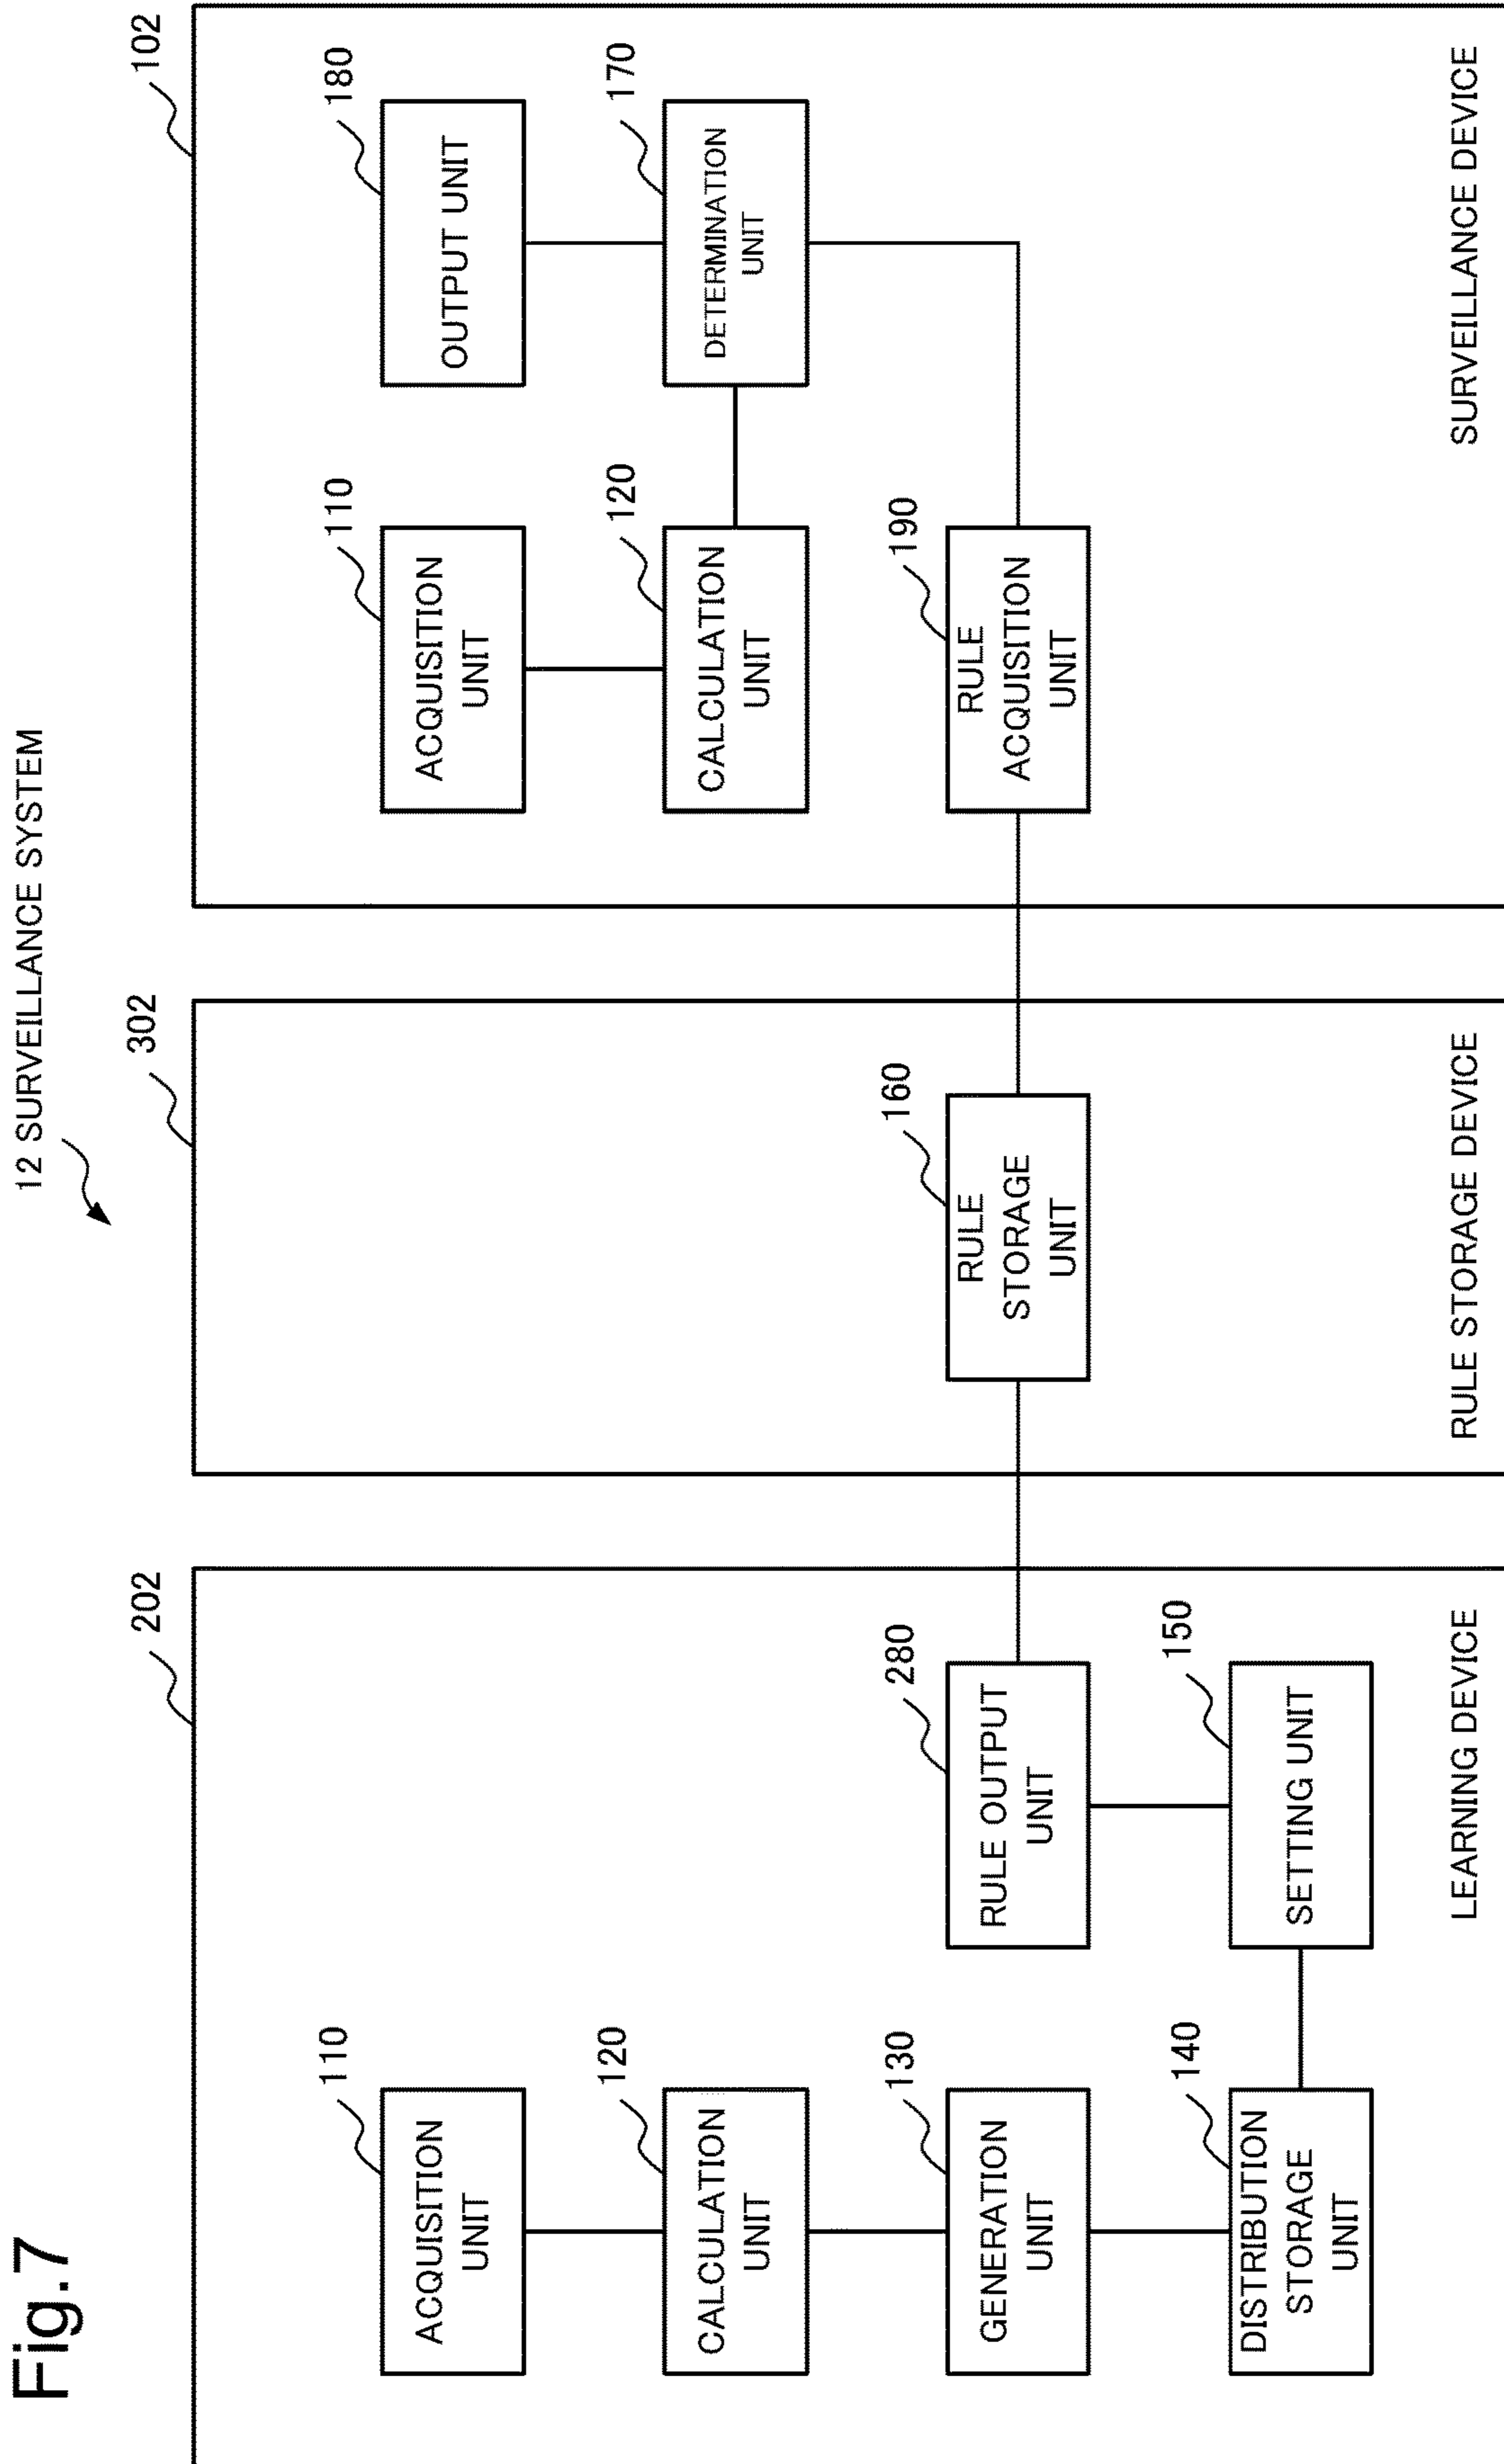 Fig.7
12 SURVEILLANCE SYSTEM
202
110
ACQUISITION
UNIT
120
CALCULATION
UNIT
130
GENERATION
UNIT
140
DISTRIBUTION
STORAGE
UNIT
280
RULE OUTPUT
UNIT
150
SETTING UNIT
LEARNING DEVICE
302
160
RULE
STORAGE
UNIT
RULE STORAGE DEVICE
102
110
ACQUISITION
UNIT
180
OUTPUT UNIT
120
CALCULATION
UNIT
170
DETERMINATION
UNIT
190
RULE
ACQUISITION
UNIT
SURVEILLANCE DEVICE